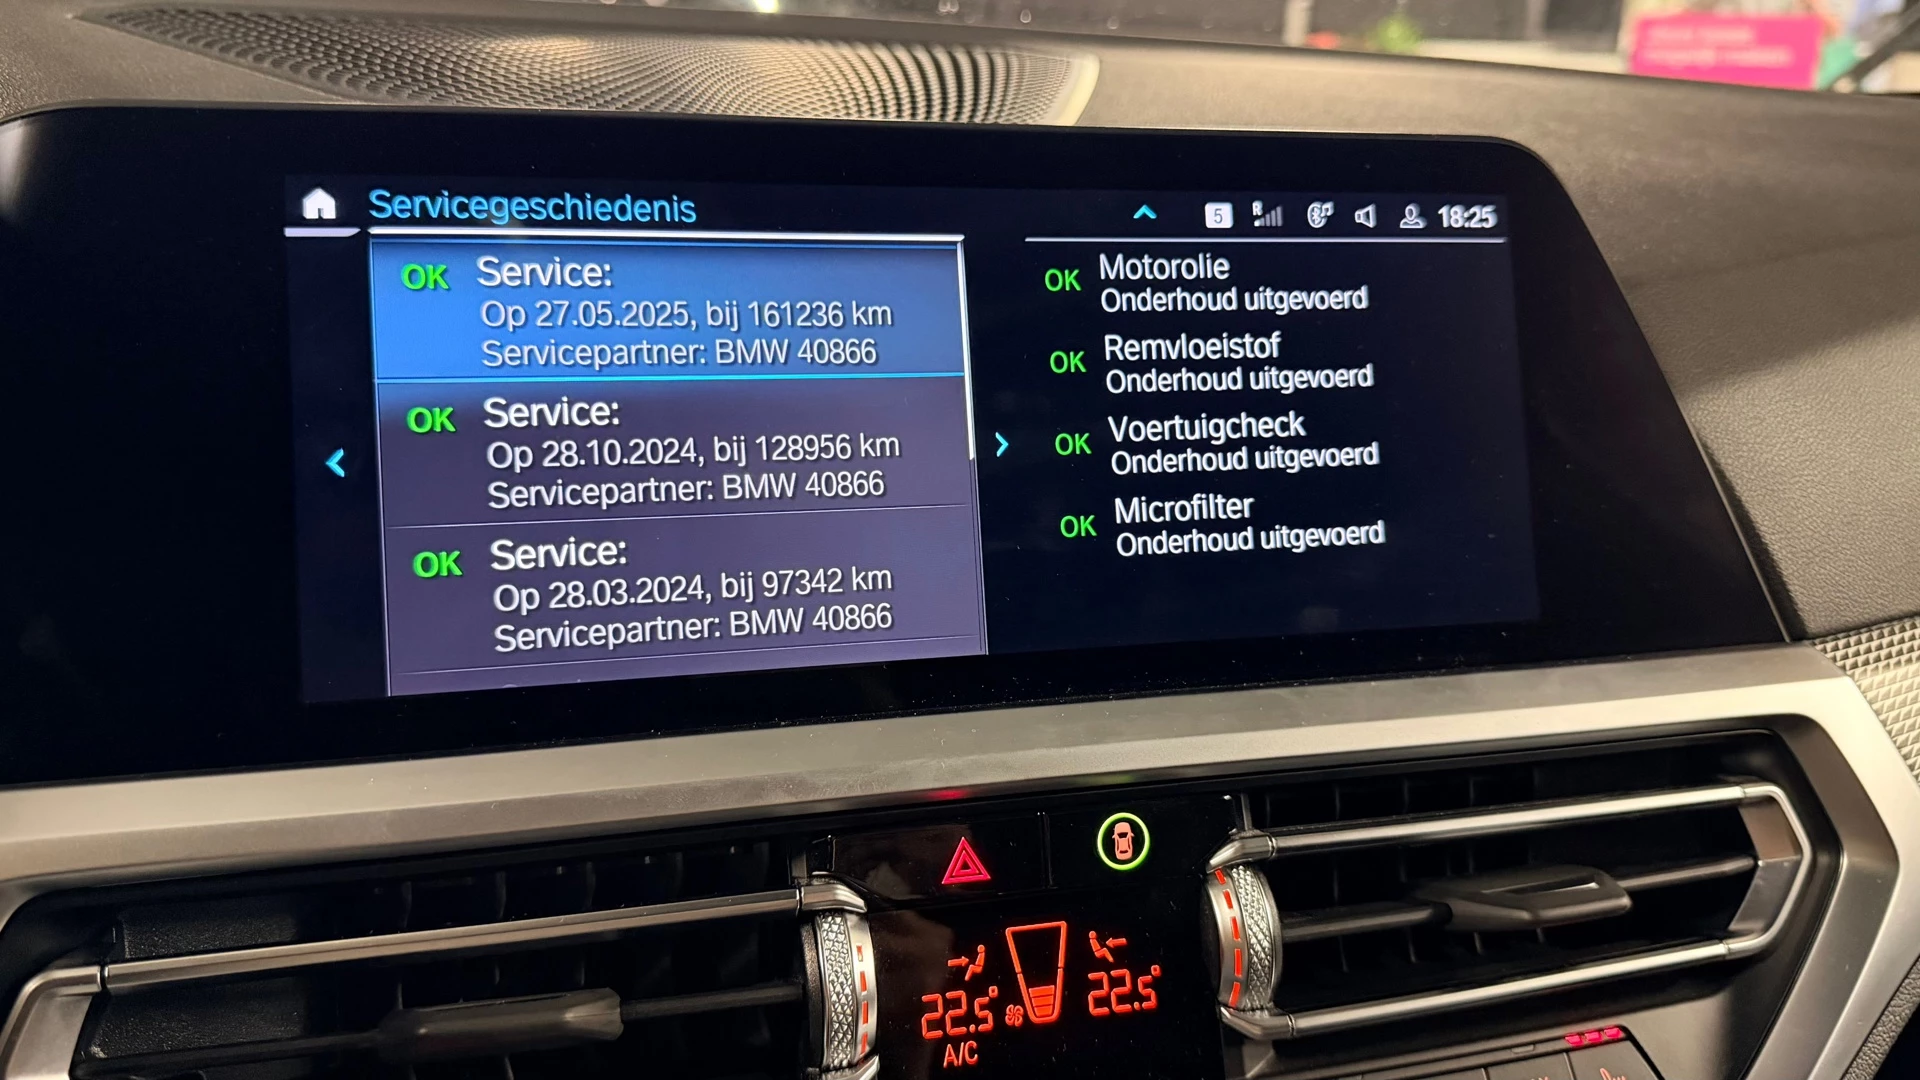 Servicegeschiedenis
5
R
18:25
OK Service:
Op 27.05.2025, bij 161236 km
Servicepartner: BMW 40866
OK Service:
Op 28.10.2024, bij 128956 km
Servicepartner: BMW 40866
OK Service:
Op 28.03.2024, bij 97342 km
Servicepartner: BMW 40866
OK Motorolie
Onderhoud uitgevoerd
OK Remvloeistof
Onderhoud uitgevoerd
OK Voertuigcheck
Onderhoud uitgevoerd
OK Microfilter
Onderhoud uitgevoerd
22.5° 22.5°
A/C